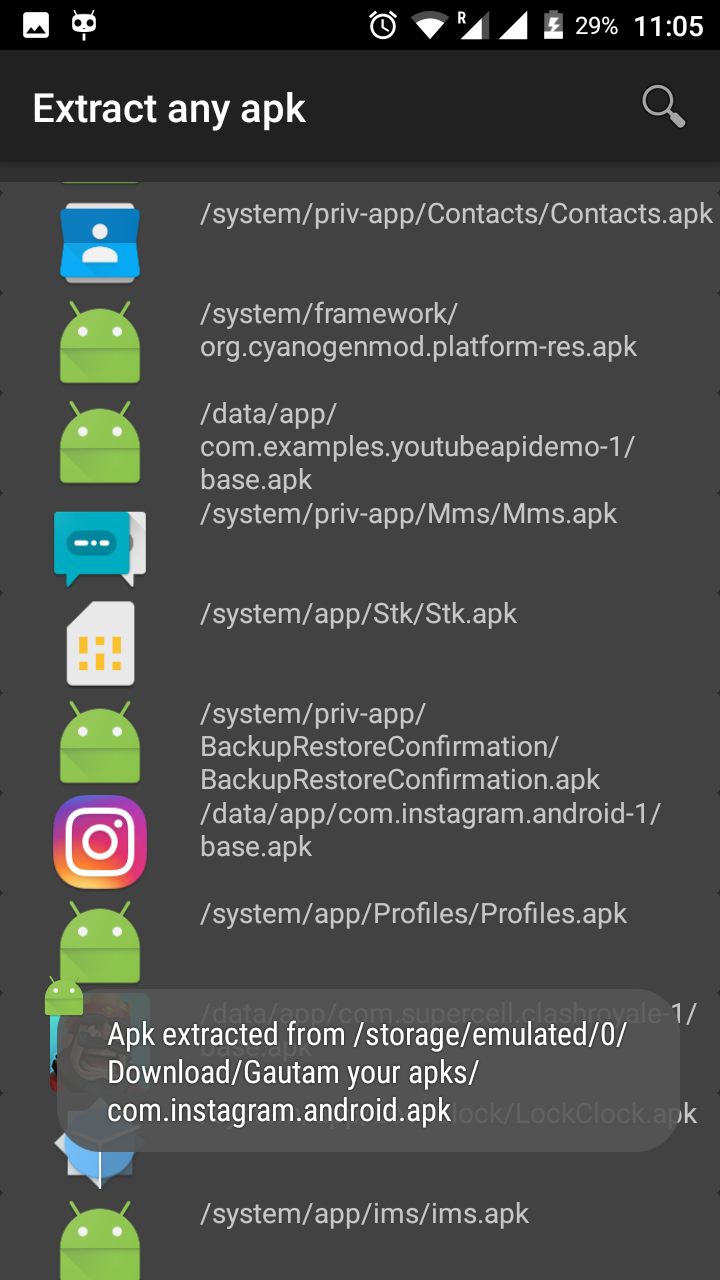 R
29%
11:05
Extract any apk
/system/priv-app/Contacts/Contacts.apk
/system/framework/
org.cyanogenmod.platform-res.apk
/data/app/
com.examples.youtubeapidemo-1/
base.apk
/system/priv-app/Mms/Mms.apk
/system/app/Stk/Stk.apk
/system/priv-app/
BackupRestoreConfirmation/
BackupRestoreConfirmation.apk
/data/app/com.instagram.android-1/
base.apk
/system/app/Profiles/Profiles.apk
/data/app/com.supercell.clashroyale-1/
base.apk
Apk extracted from /storage/emulated/0/
Download/Gautam your apks/
com.instagram.android.apk
lock/LockClock.apk
/system/app/ims/ims.apk